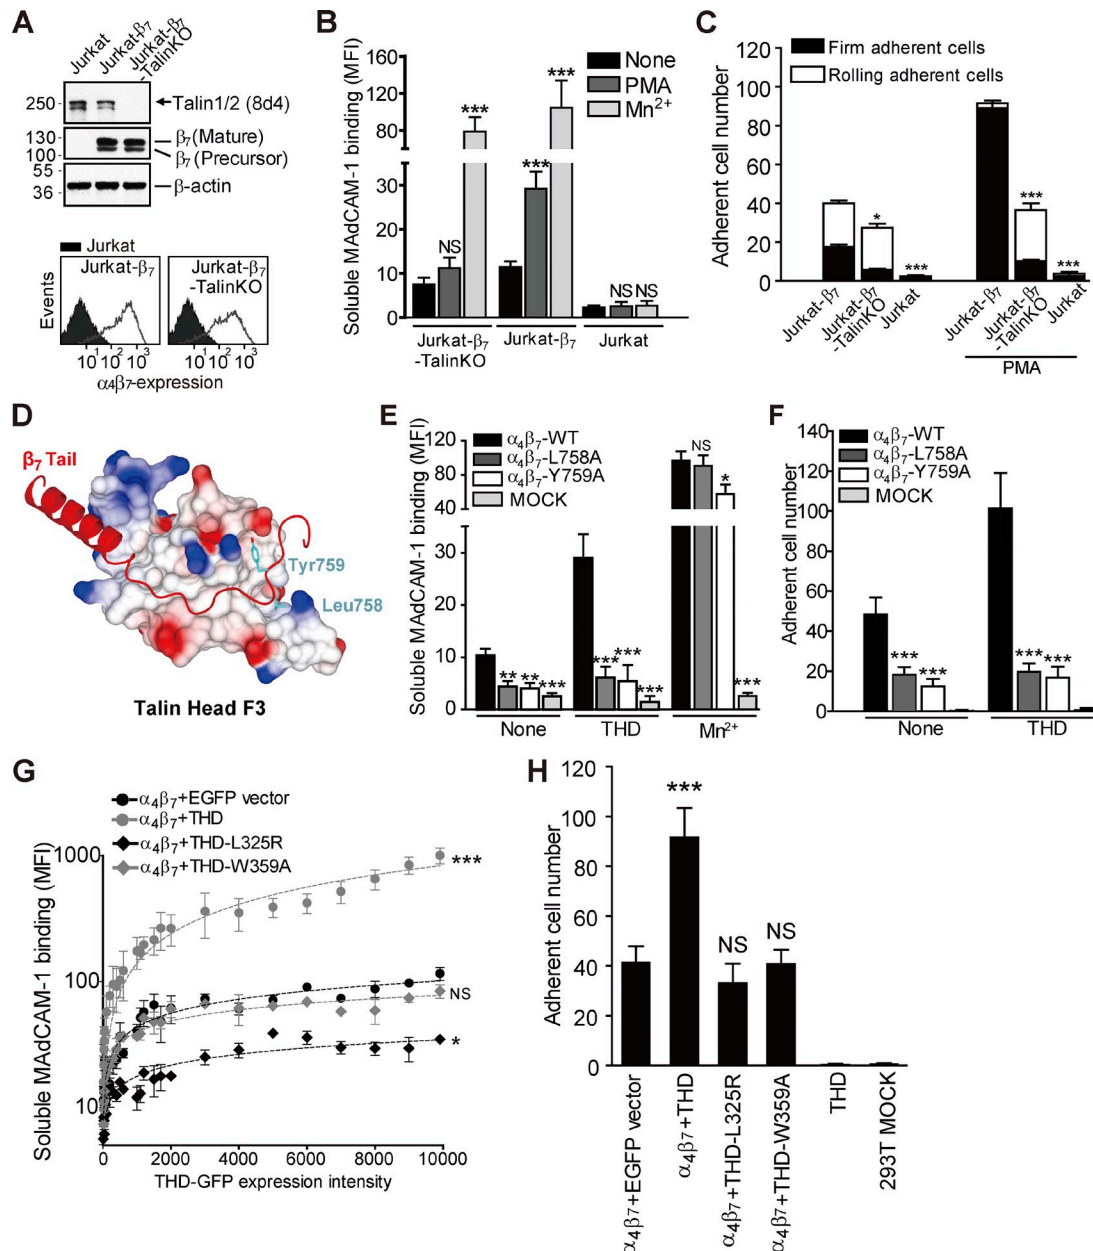 A
Jurkat
Jurkat-β7
Jurkat-β7
-TalinKO
250
Talin1/2 (8d4)
130
β7 (Mature)
100
β7 (Precursor)
55
36
β-actin
Jurkat
Jurkat-β7
Jurkat-β7
-TalinKO
Events
10¹ 10² 10³
10¹ 10² 10³
α4β7-expression
B
Soluble MAdCAM-1 binding (MFI)
160
120
80
40
30
20
10
0
None
PMA
Mn²⁺
***
NS
***
***
NS NS
Jurkat-β7
-TalinKO
Jurkat-β7
Jurkat
C
Adherent cell number
120
100
80
60
40
20
0
Firm adherent cells
Rolling adherent cells
*
***
***
***
Jurkat-β7
Jurkat-β7
-TalinKO
Jurkat
Jurkat-β7
Jurkat-β7
-TalinKO
Jurkat
PMA
D
β7 Tail
Tyr759
Leu758
Talin Head F3
E
Soluble MAdCAM-1 binding (MFI)
120
100
80
60
40
30
20
10
0
α4β7-WT
α4β7-L758A
α4β7-Y759A
MOCK
** ** ***
*** *** ***
NS
*
***
None
THD
Mn²⁺
F
Adherent cell number
140
120
100
80
60
40
20
0
α4β7-WT
α4β7-L758A
α4β7-Y759A
MOCK
*** ***
*** ***
None
THD
G
α4β7+EGFP vector
α4β7+THD
α4β7+THD-L325R
α4β7+THD-W359A
Soluble MAdCAM-1 binding (MFI)
1000
100
10
***
NS
*
0 2000 4000 6000 8000 10000
THD-GFP expression intensity
H
Adherent cell number
120
100
80
60
40
20
0
***
NS
NS
α4β7+EGFP vector
α4β7+THD
α4β7+THD-L325R
α4β7+THD-W359A
THD
293T MOCK